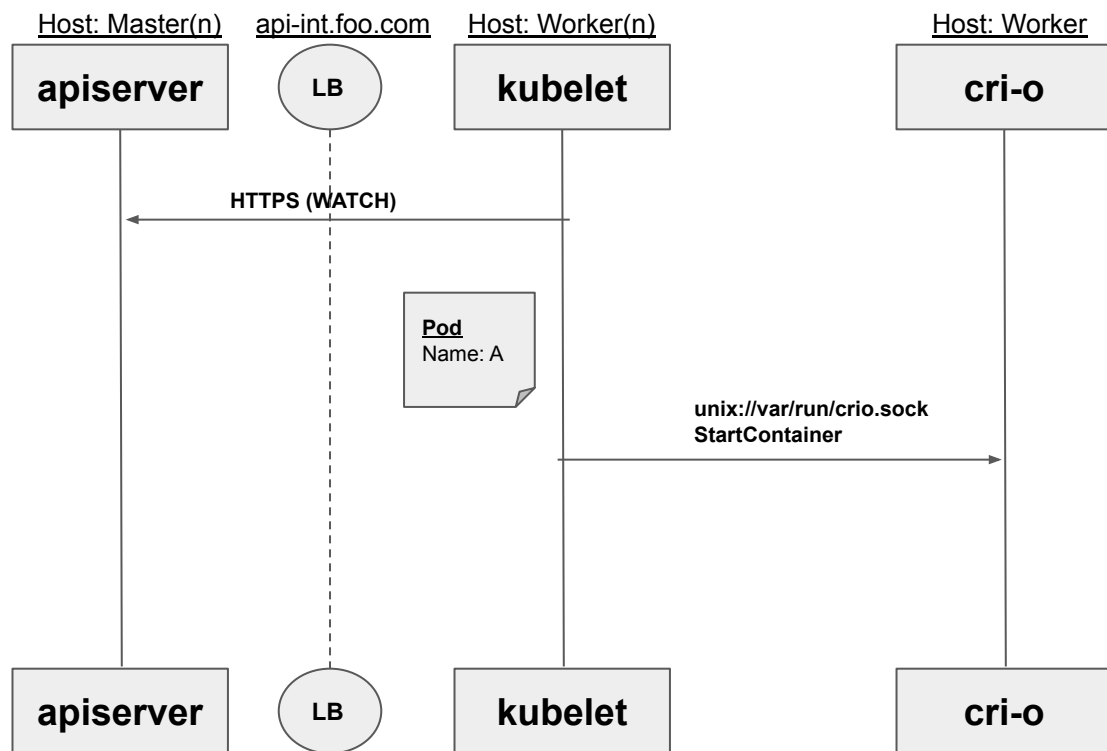 Host: Master(n)
api-int.foo.com
Host: Worker(n)
Host: Worker
apiserver
LB
kubelet
cri-o
HTTPS (WATCH)
Pod
Name: A
unix://var/run/crio.sock
StartContainer
apiserver
LB
kubelet
cri-o